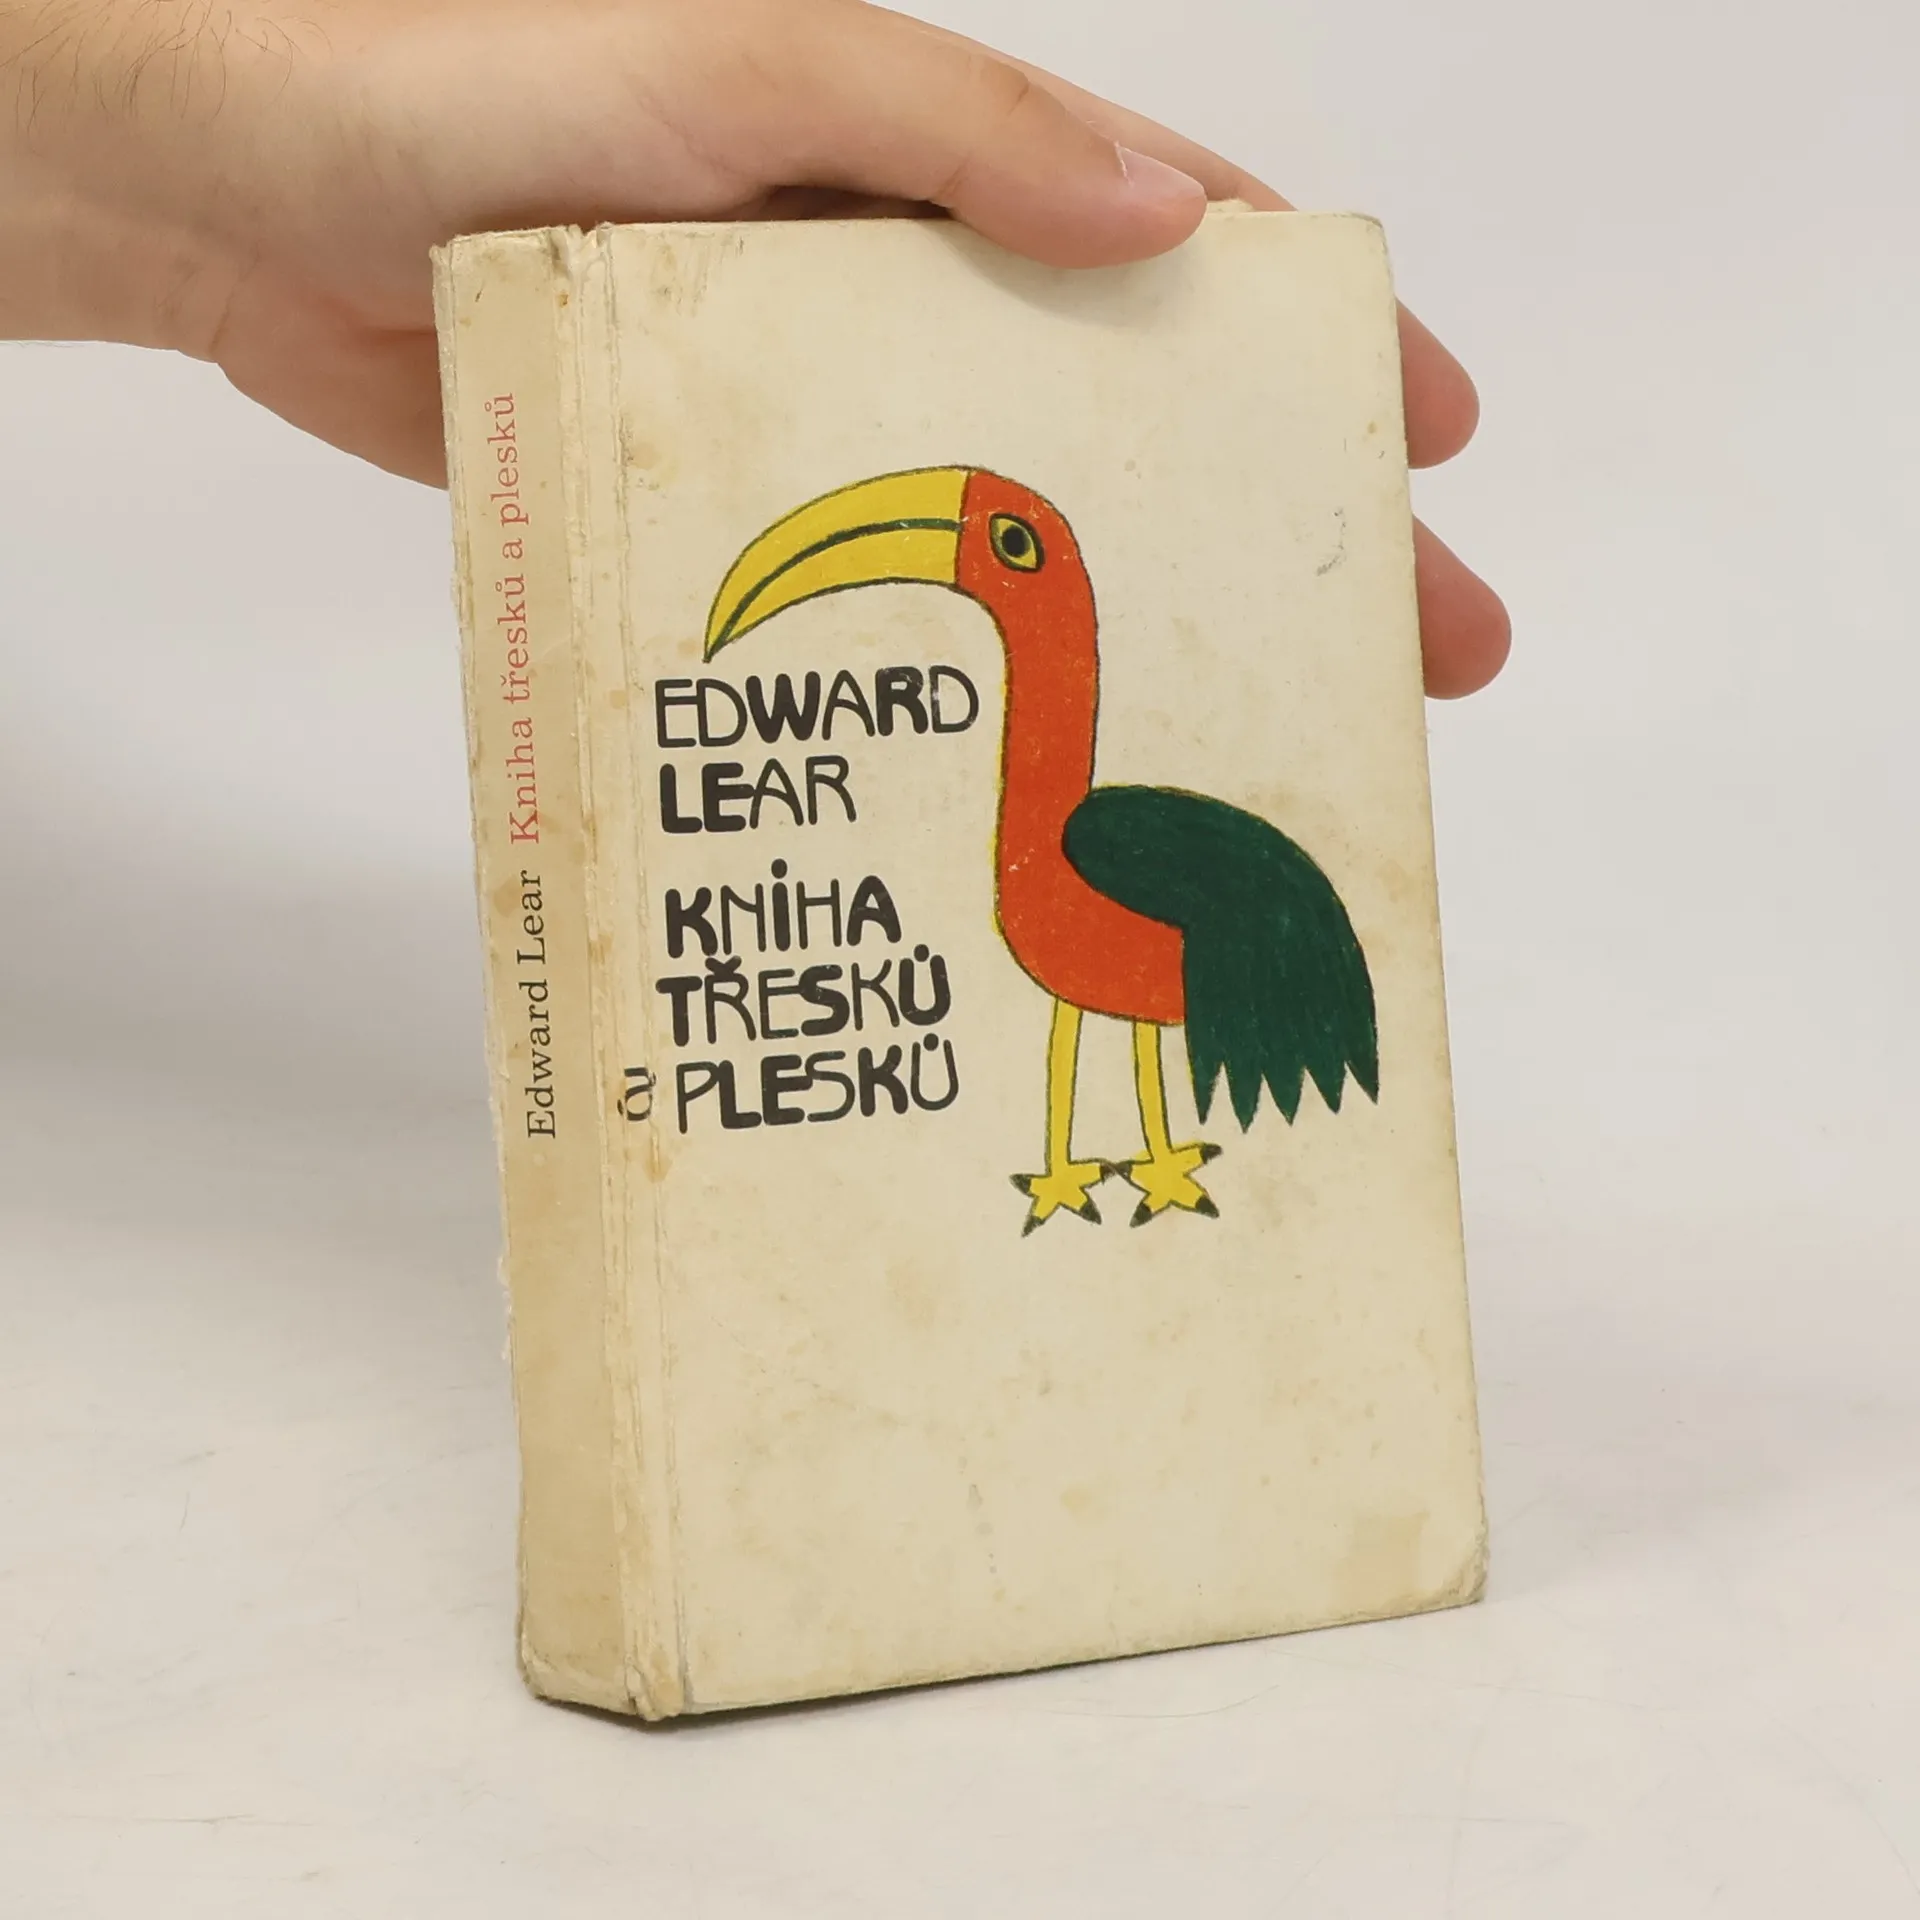 Edward Lear Kniha třesků a plesků
EDWARD
LEAR
KNIHA
TŘESKŮ
a PLESKŮ